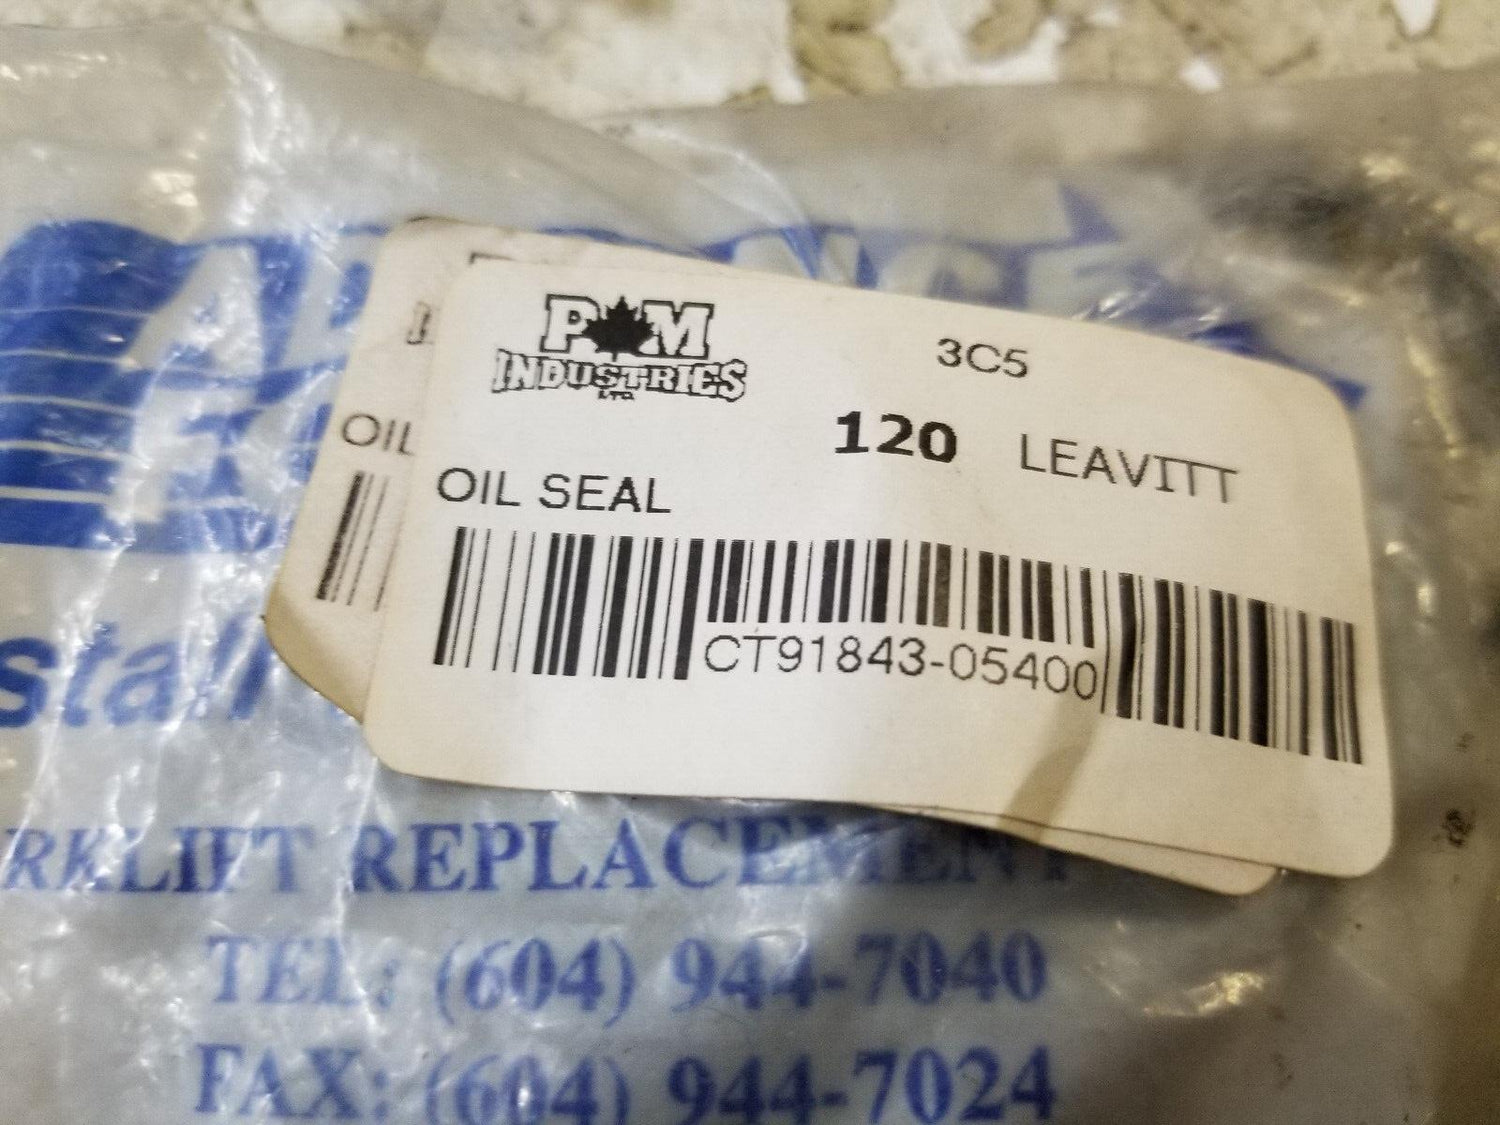 P M
INDUSTRIES
LTD.
3C5
120 LEAVITT
OIL SEAL
CT91843-05400
OIL
RKLIFT REPLACEMENT
TEL: (604) 944-7040
FAX: (604) 944-7024